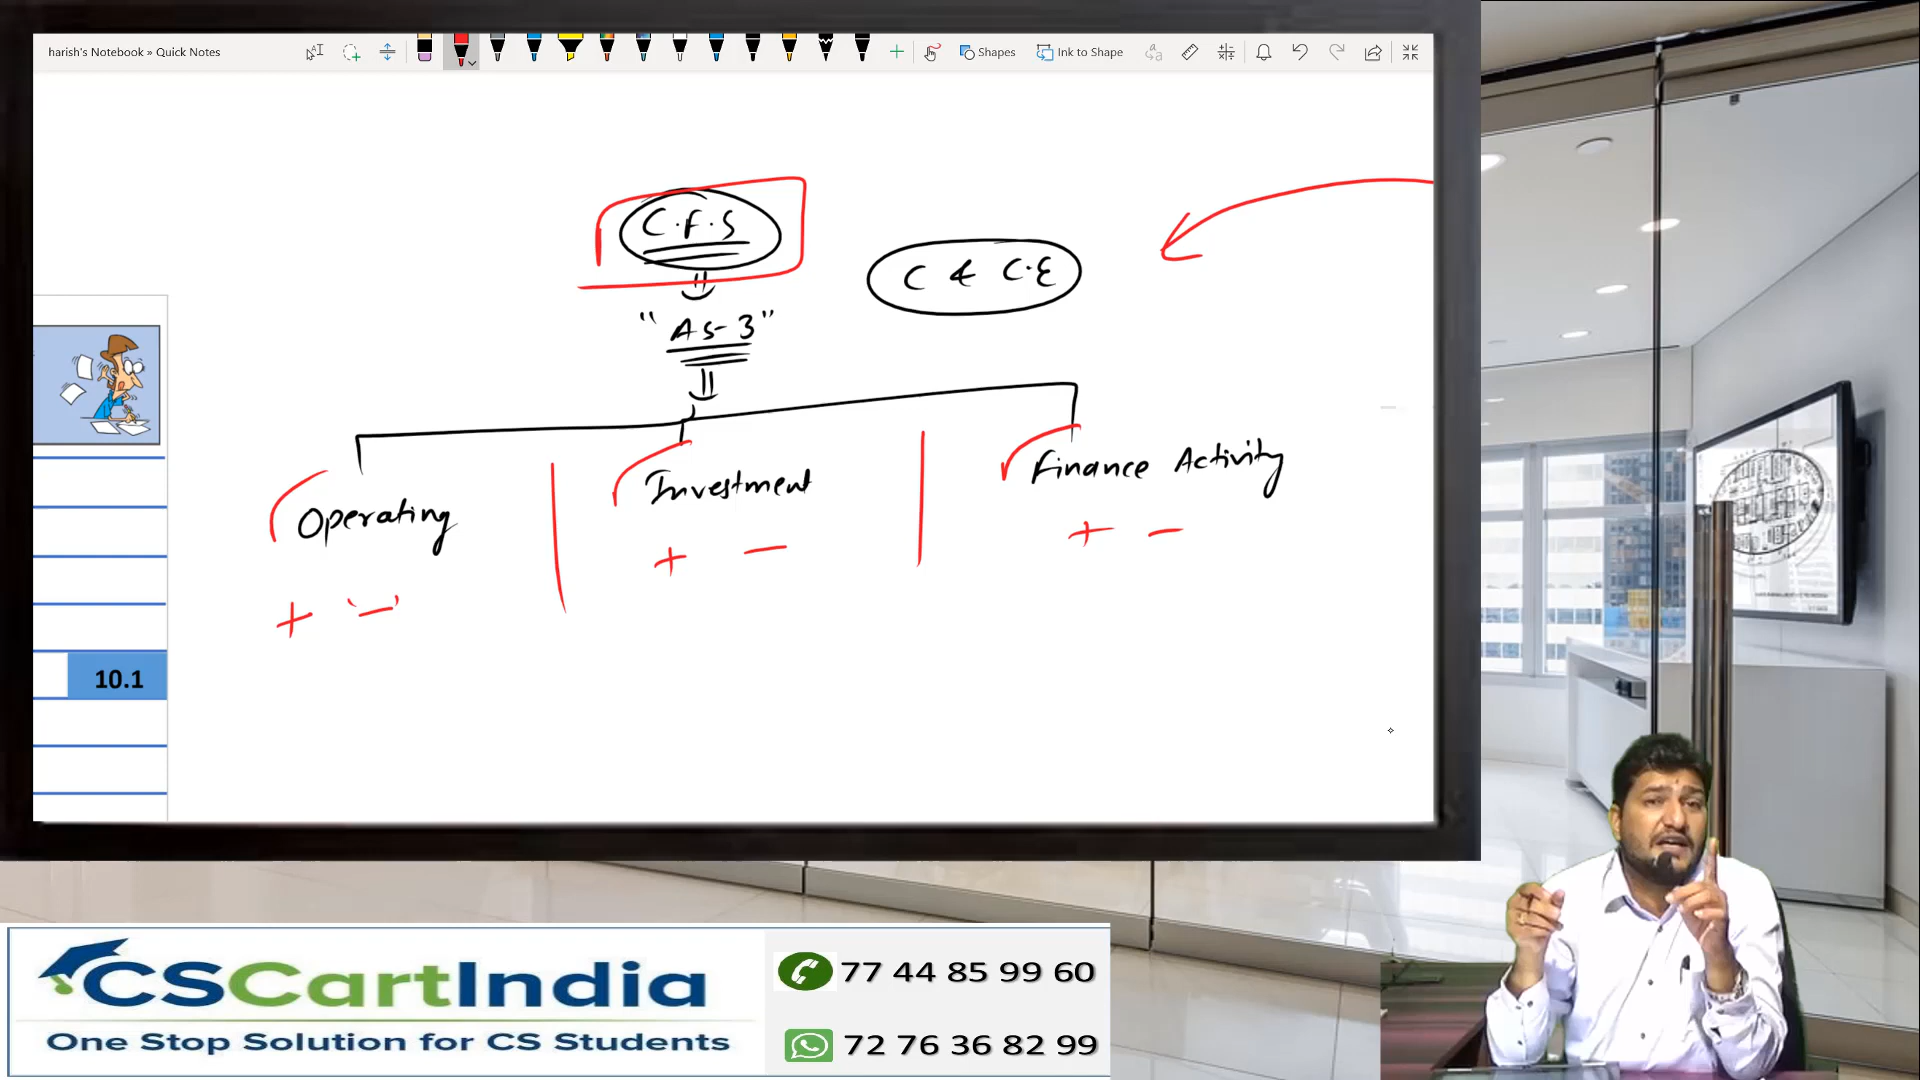 harish's Notebook » Quick Notes
Shapes
Ink to Shape
C.F.S
C & C.E
"AS-3"
Operating
Investment
Finance Activity
+ -
+ -
+ '-'
10.1
CSCartIndia
One Stop Solution for CS Students
77 44 85 99 60
72 76 36 82 99